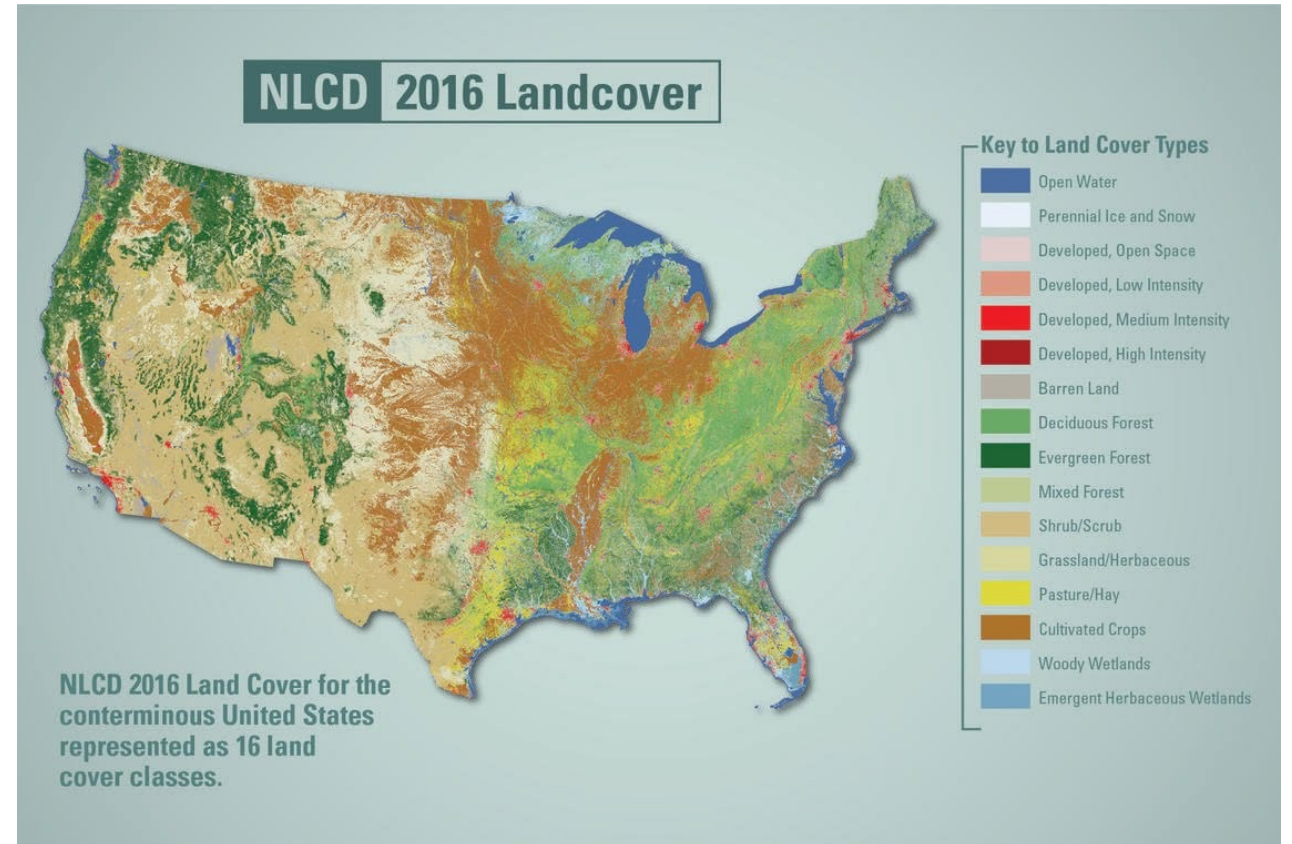 NLCD 2016 Landcover
Key to Land Cover Types
Open Water
Perennial Ice and Snow
Developed, Open Space
Developed, Low Intensity
Developed, Medium Intensity
Developed, High Intensity
Barren Land
Deciduous Forest
Evergreen Forest
Mixed Forest
Shrub/Scrub
Grassland/Herbaceous
Pasture/Hay
Cultivated Crops
Woody Wetlands
Emergent Herbaceous Wetlands
NLCD 2016 Land Cover for the
conterminous United States
represented as 16 land
cover classes.